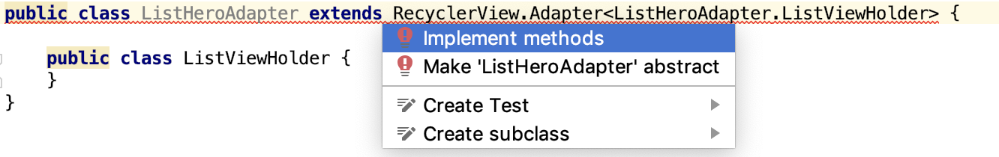 public class ListHeroAdapter extends RecyclerView.Adapter<ListHeroAdapter.ListViewHolder> {
Implement methods
public class ListViewHolder {
Make 'ListHeroAdapter' abstract
}
}
Create Test
Create subclass